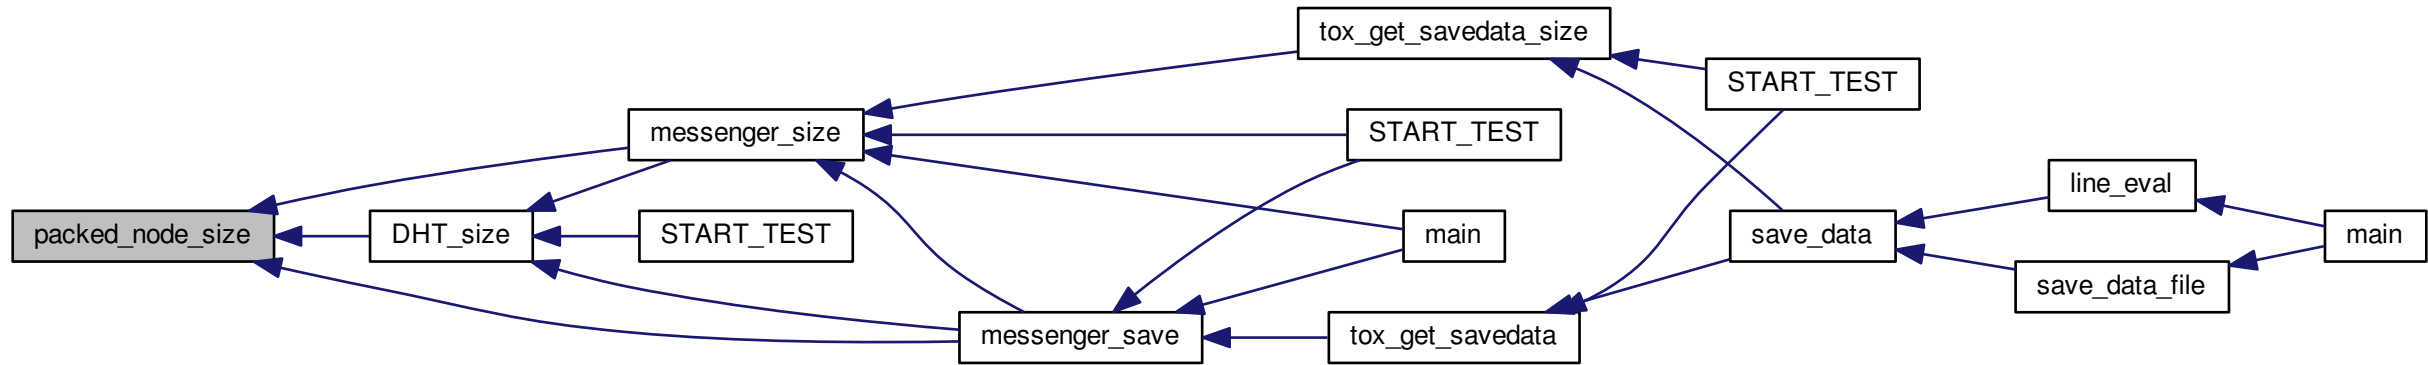 packed_node_size
DHT_size
messenger_size
START_TEST
messenger_save
tox_get_savedata_size
START_TEST
main
tox_get_savedata
START_TEST
save_data
line_eval
save_data_file
main